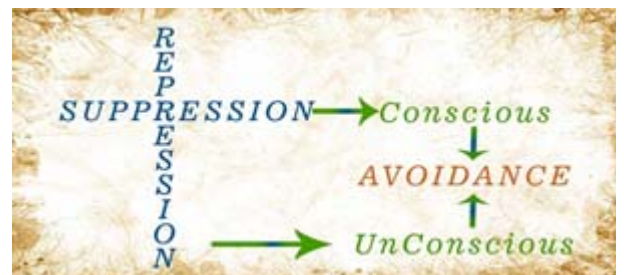 REPRESSION
SUPPRESSION
Conscious
AVOIDANCE
UnConscious